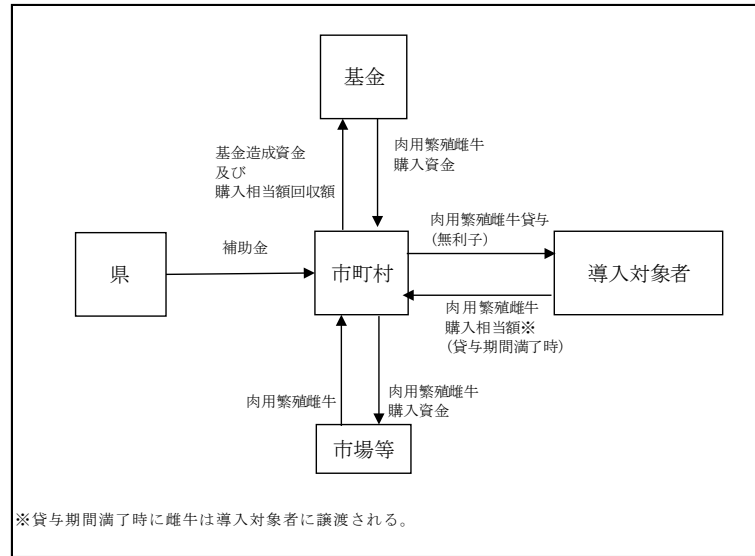 基金
基金造成資金
及び
購入相当額回収額
肉用繁殖雌牛
購入資金
肉用繁殖雌牛貸与
(無利子)
県
補助金
市町村
導入対象者
肉用繁殖雌牛
購入相当額※
(貸与期間満了時)
肉用繁殖雌牛
肉用繁殖雌牛
購入資金
市場等
※貸与期間満了時に雌牛は導入対象者に譲渡される。